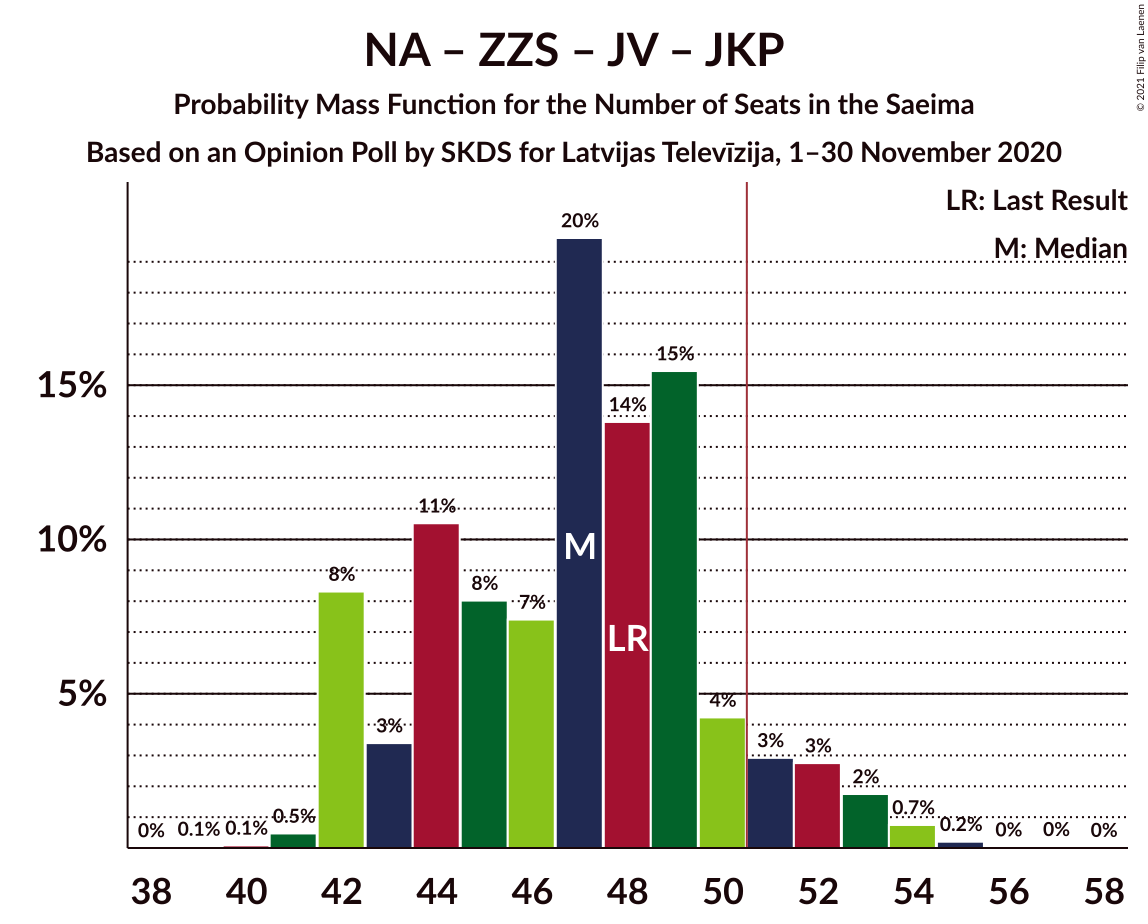 NA – ZZS – JV – JKP
Probability Mass Function for the Number of Seats in the Saeima
Based on an Opinion Poll by SKDS for Latvijas Televīzija, 1–30 November 2020
© 2021 Filip van Laenen
LR: Last Result
M: Median
15%
10%
5%
0%
0.1%
0.1%
0.5%
8%
3%
11%
8%
7%
20%
14%
15%
4%
3%
3%
2%
0.7%
0.2%
0%
0%
0%
M
LR
38 40 42 44 46 48 50 52 54 56 58